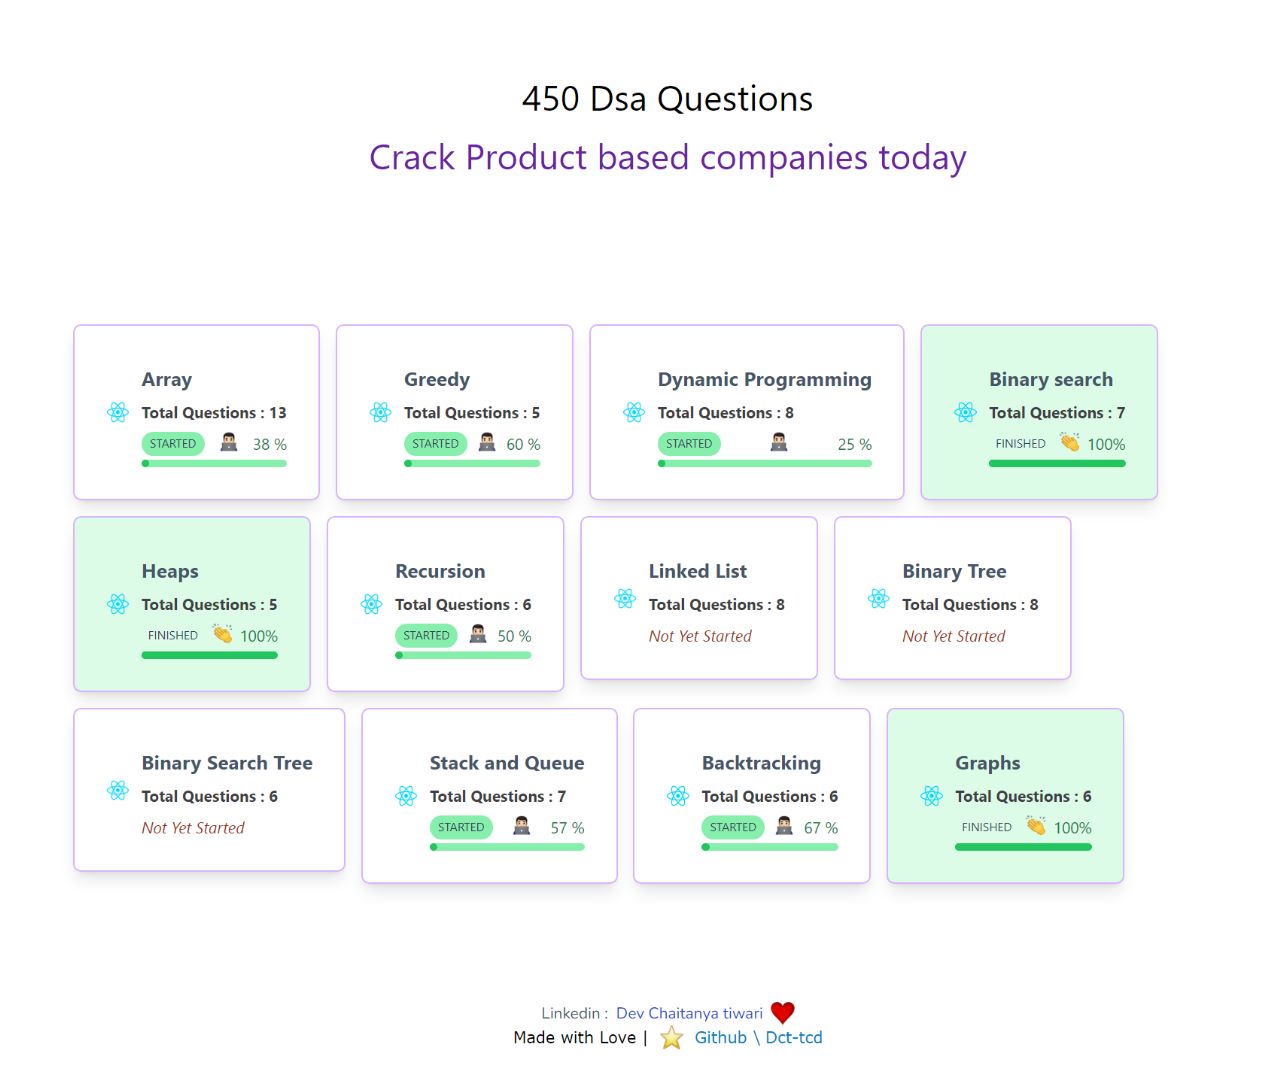 450 Dsa Questions
Crack Product based companies today
Array
Total Questions : 13
STARTED 38 %
Greedy
Total Questions : 5
STARTED 60 %
Dynamic Programming
Total Questions : 8
STARTED 25 %
Binary search
Total Questions : 7
FINISHED 100%
Heaps
Total Questions : 5
FINISHED 100%
Recursion
Total Questions : 6
STARTED 50 %
Linked List
Total Questions : 8
Not Yet Started
Binary Tree
Total Questions : 8
Not Yet Started
Binary Search Tree
Total Questions : 6
Not Yet Started
Stack and Queue
Total Questions : 7
STARTED 57 %
Backtracking
Total Questions : 6
STARTED 67 %
Graphs
Total Questions : 6
FINISHED 100%
Linkedin : Dev Chaitanya tiwari
Made with Love | Github \ Dct-tcd